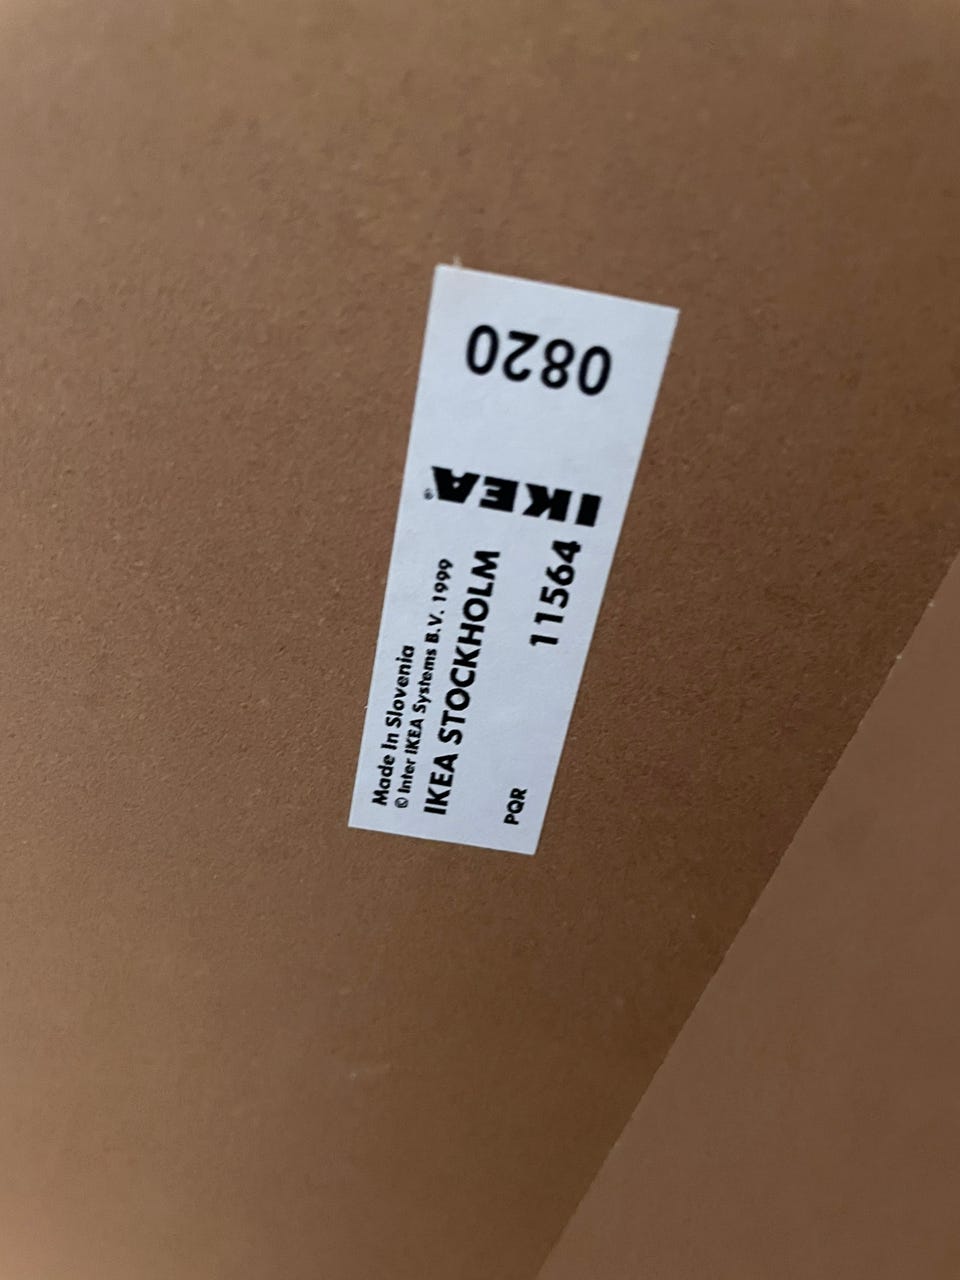 0820
IKEA®
Made In Slovenia
© Inter IKEA Systems B.V. 1999
IKEA STOCKHOLM
11564
PQR